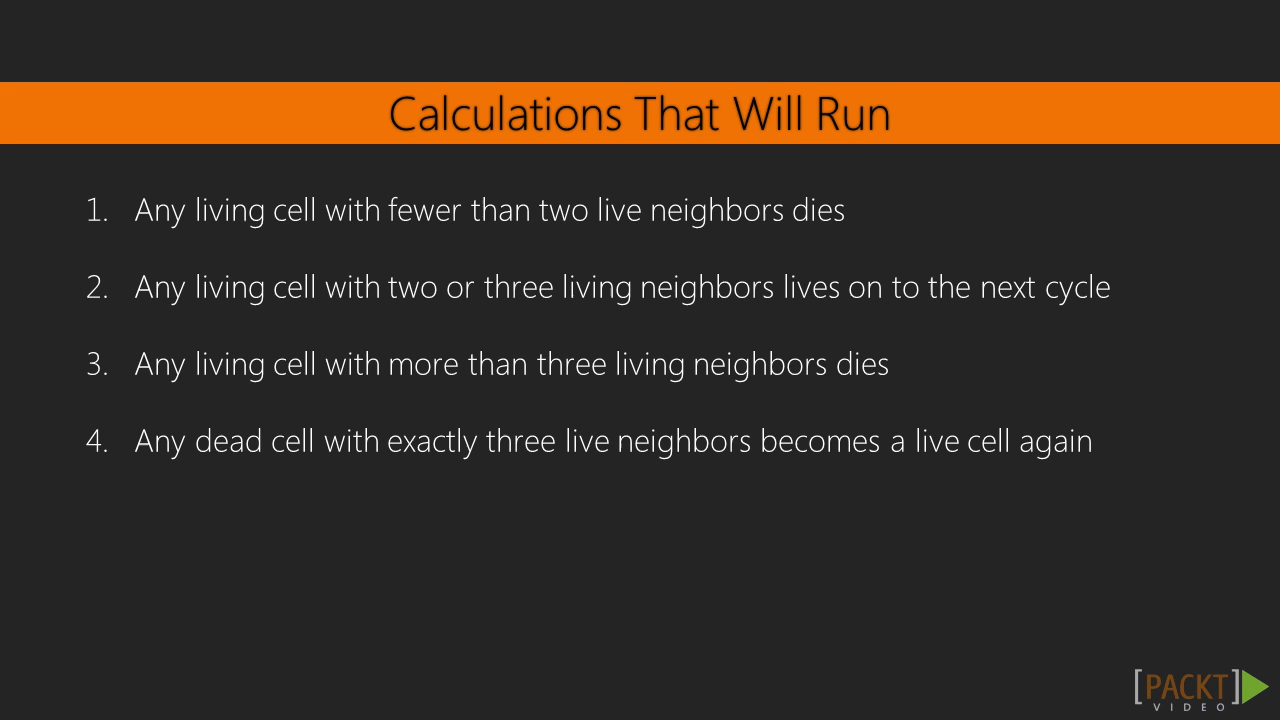 Calculations That Will Run
1. Any living cell with fewer than two live neighbors dies
2. Any living cell with two or three living neighbors lives on to the next cycle
3. Any living cell with more than three living neighbors dies
4. Any dead cell with exactly three live neighbors becomes a live cell again
[PACKT]
VIDEO